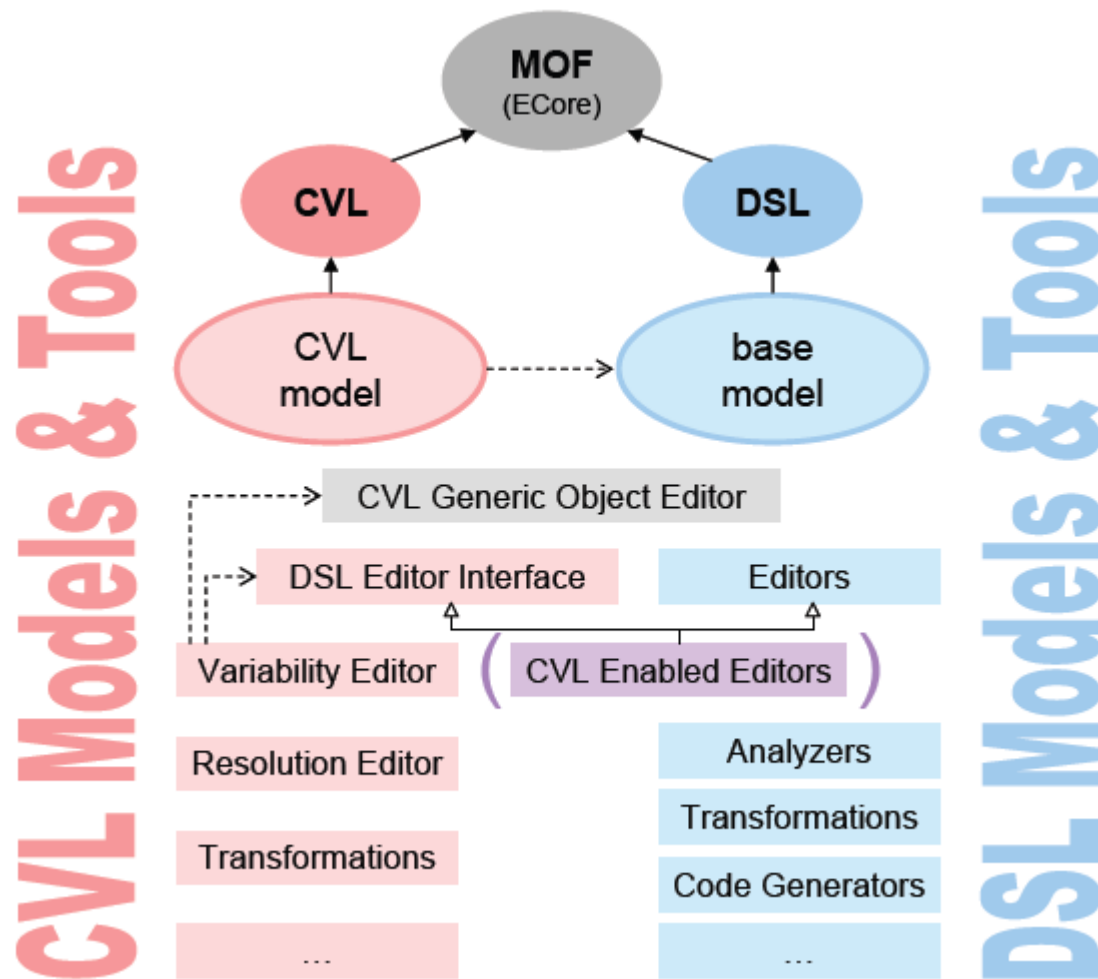 MOF
(ECore)
CVL
DSL
CVL
model
base
model
CVL Generic Object Editor
DSL Editor Interface
Editors
Variability Editor
( CVL Enabled Editors )
Resolution Editor
Analyzers
Transformations
Transformations
Code Generators
...
...
CVL Models & Tools
DSL Models & Tools